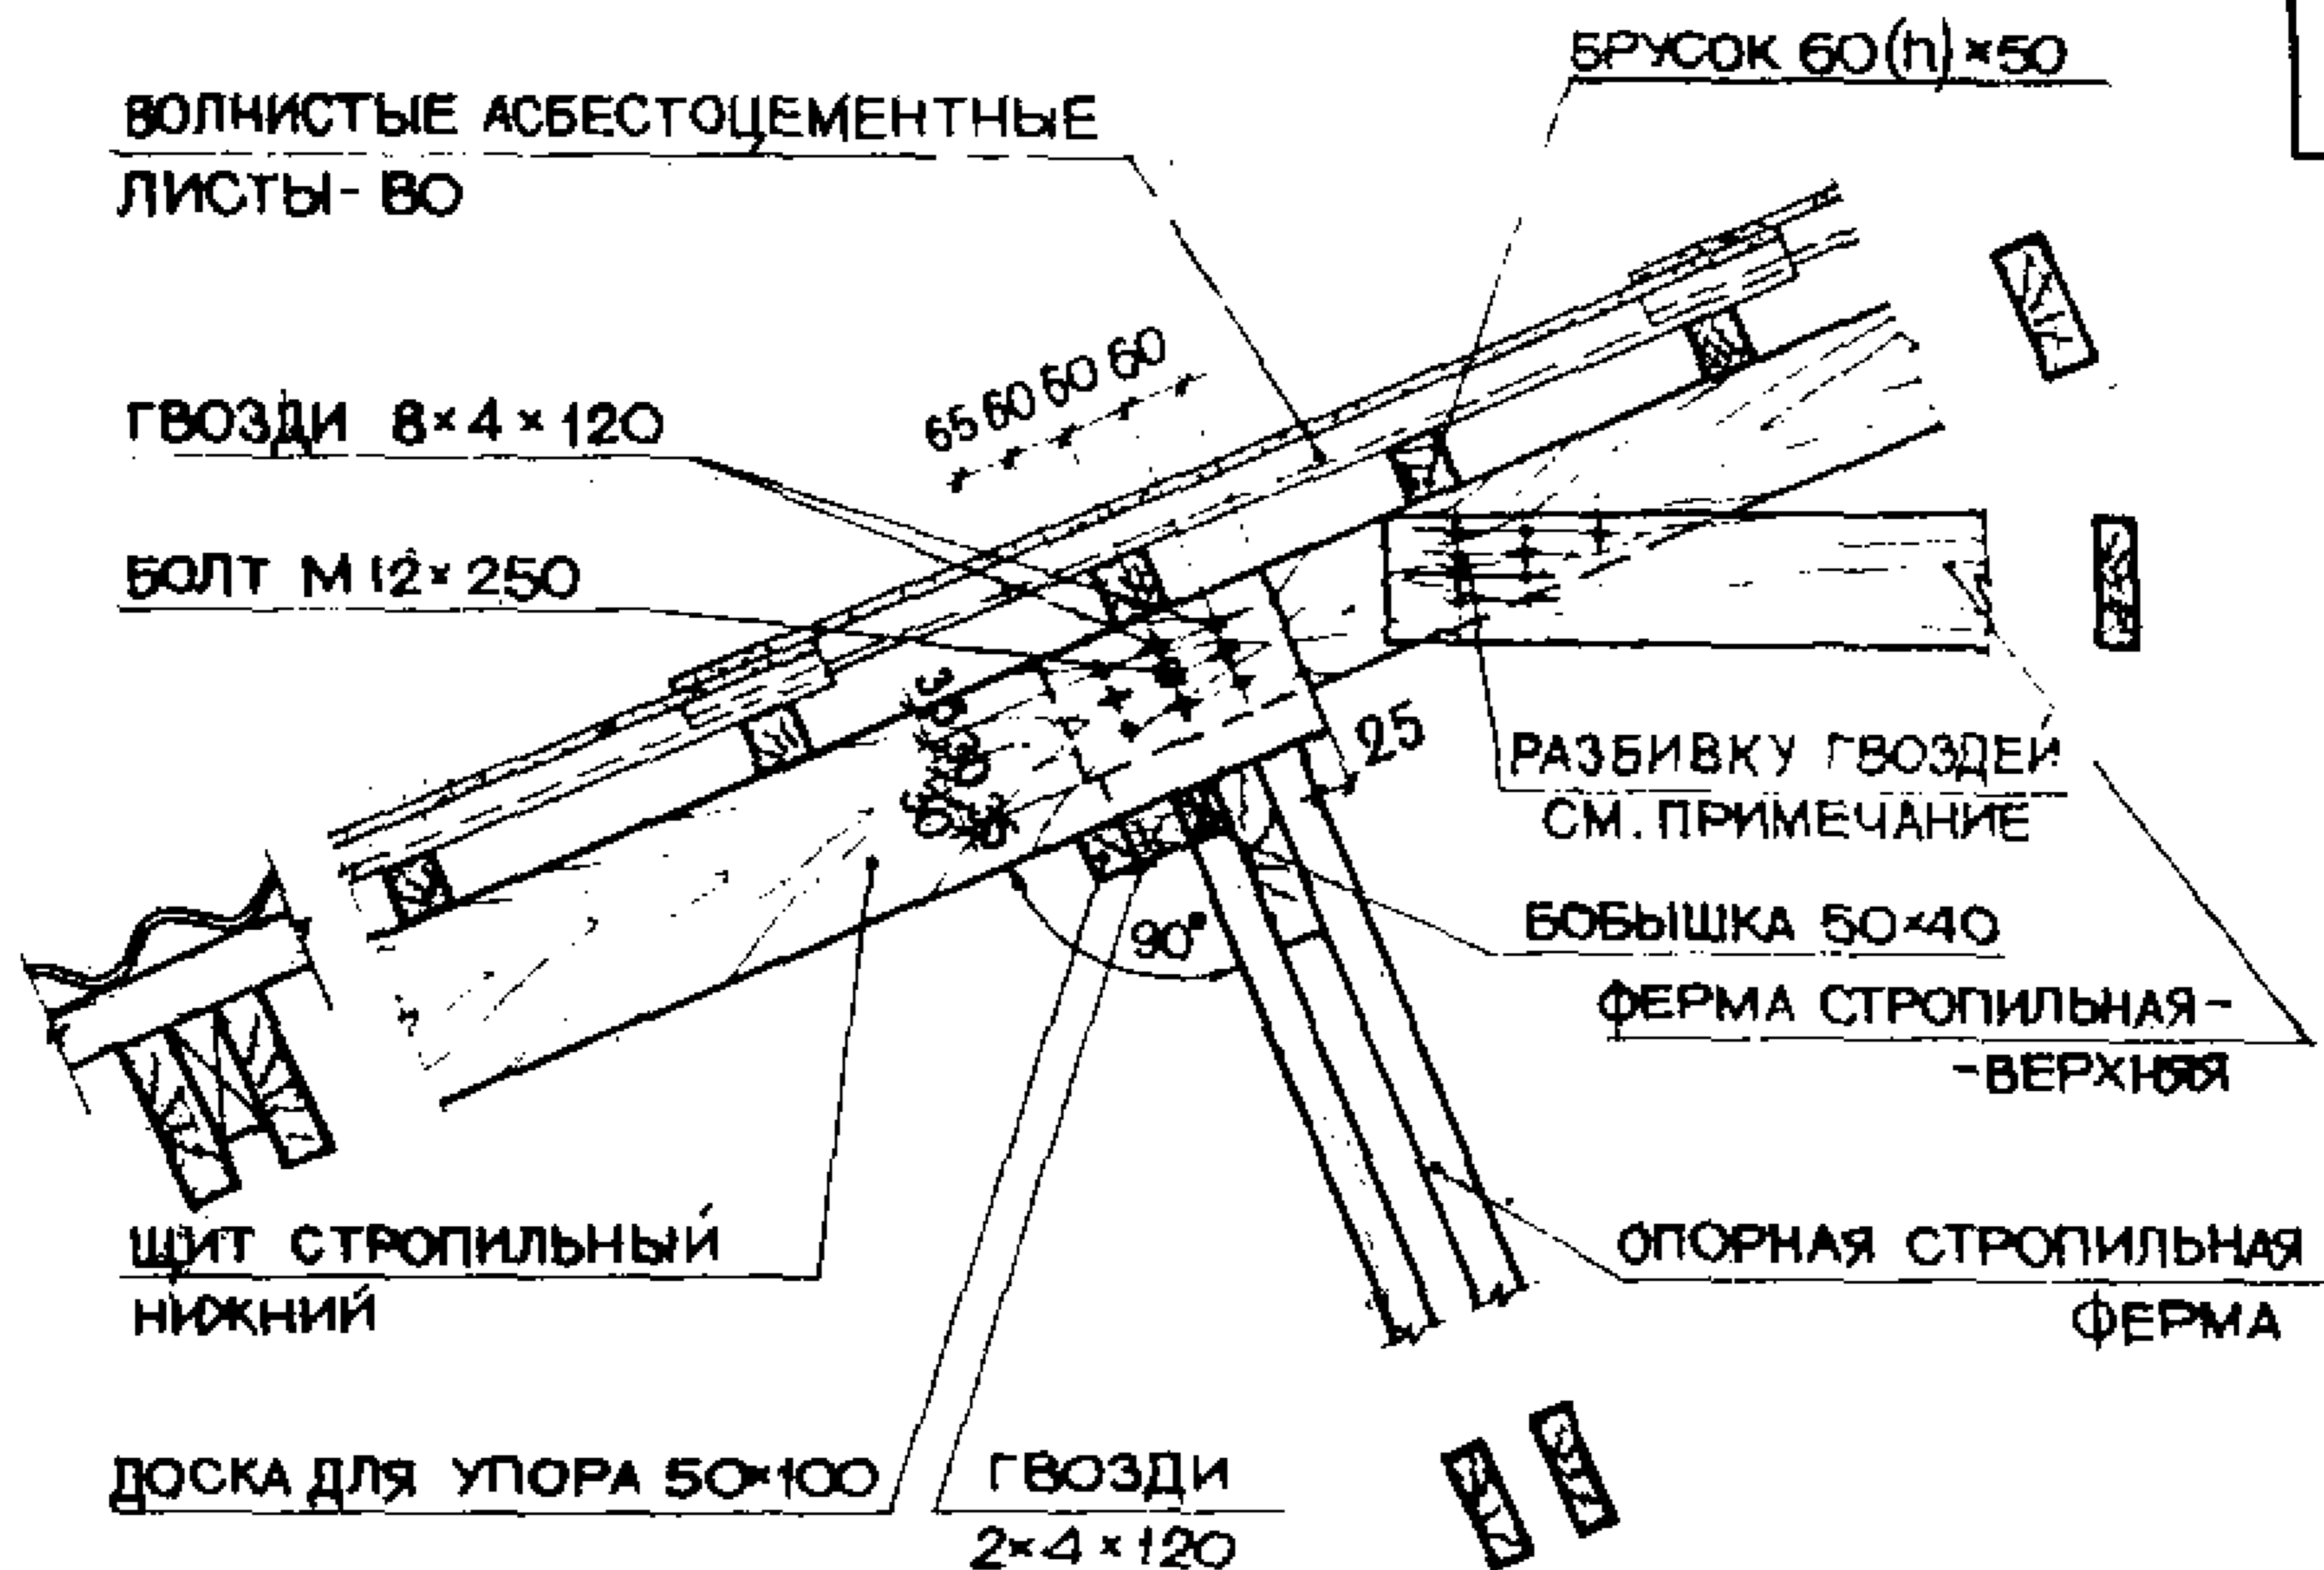 БРУСОК 60(h)×50
ВОЛНИСТЫЕ АСБЕСТОЦЕМЕНТНЫЕ
ЛИСТЫ-ВО
65 60 60 60
ГВОЗДИ 8×4×120
БОЛТ М12×250
25
РАЗБИВКУ ГВОЗДЕЙ
СМ. ПРИМЕЧАНИЕ
90°
БОБЫШКА 50×40
ФЕРМА СТРОПИЛЬНАЯ-
-ВЕРХНЯЯ
ЩИТ СТРОПИЛЬНЫЙ
НИЖНИЙ
ОПОРНАЯ СТРОПИЛЬНАЯ
ФЕРМА
ДОСКА ДЛЯ УПОРА 50×100
ГВОЗДИ
2×4×120